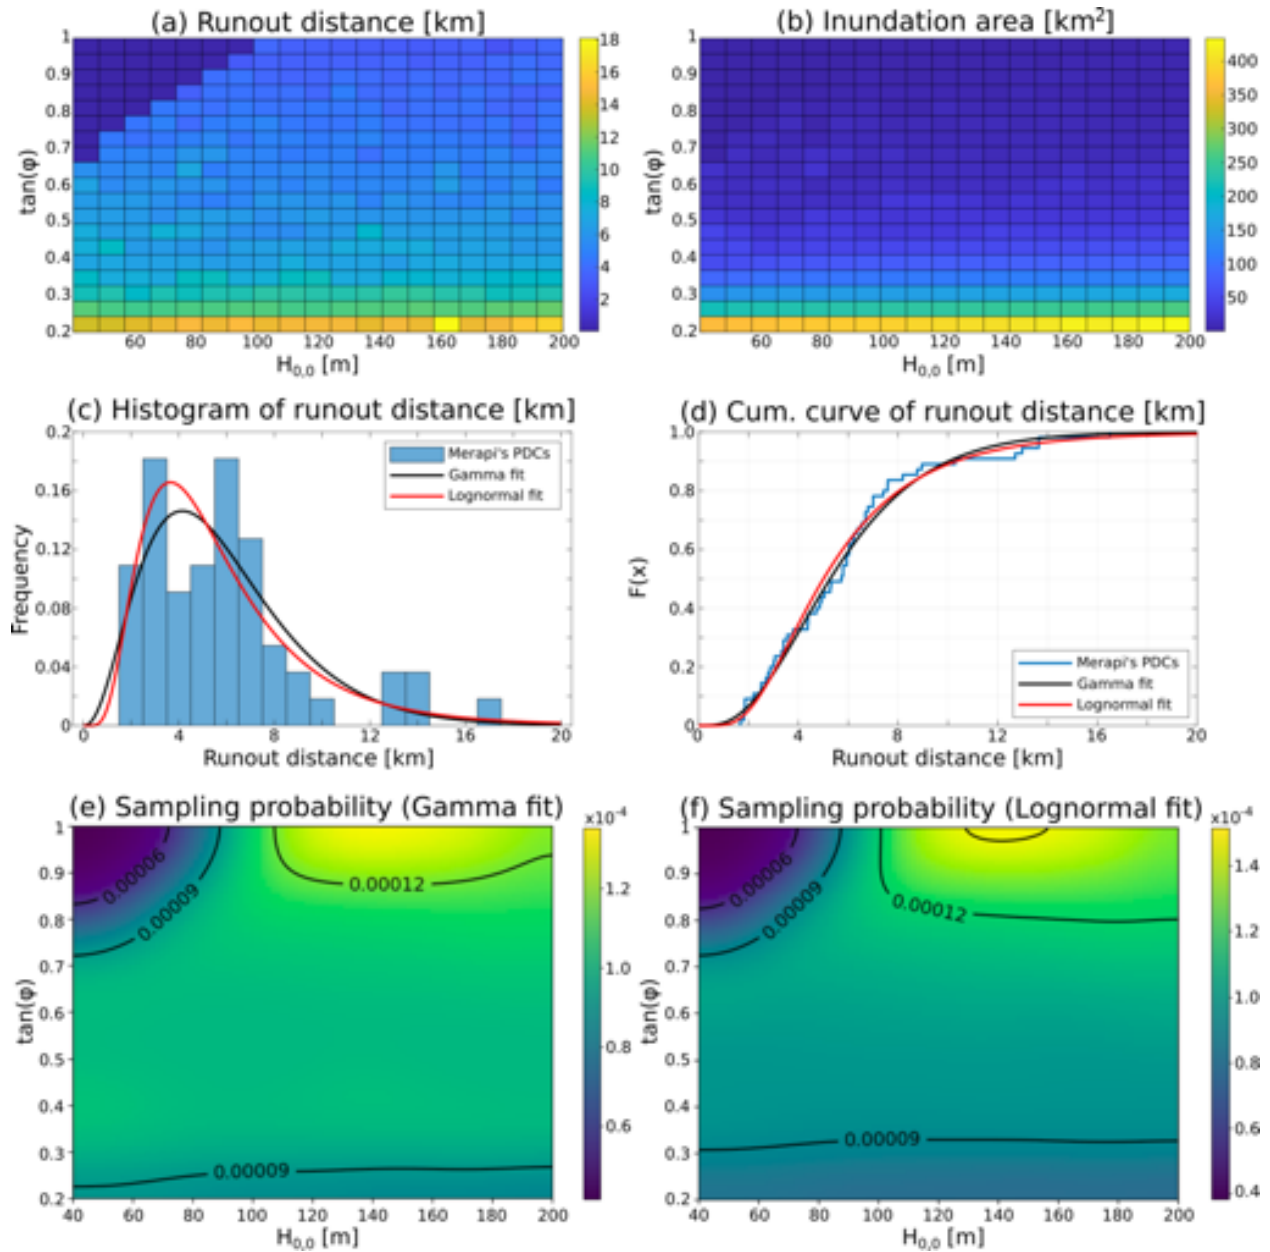 (a) Runout distance [km]
1
0.9
0.8
0.7
0.6
0.5
0.4
0.3
0.2
tan(φ)
60 80 100 120 140 160 180 200
H0,0 [m]
18
16
14
12
10
8
6
4
2
(b) Inundation area [km²]
1
0.9
0.8
0.7
0.6
0.5
0.4
0.3
0.2
tan(φ)
60 80 100 120 140 160 180 200
H0,0 [m]
400
350
300
250
200
150
100
50
(c) Histogram of runout distance [km]
0.2
0.16
0.12
0.08
0.04
0
Frequency
Merapi's PDCs
Gamma fit
Lognormal fit
0 4 8 12 16 20
Runout distance [km]
(d) Cum. curve of runout distance [km]
1.0
0.8
0.6
0.4
0.2
0
F(x)
Merapi's PDCs
Gamma fit
Lognormal fit
0 4 8 12 16 20
Runout distance [km]
(e) Sampling probability (Gamma fit)
x10-4
1
0.9
0.8
0.7
0.6
0.5
0.4
0.3
0.2
tan(φ)
0.00006
0.00009
0.00012
0.00009
40 60 80 100 120 140 160 180 200
H0,0 [m]
1.2
1.0
0.8
0.6
(f) Sampling probability (Lognormal fit)
x10-4
1
0.9
0.8
0.7
0.6
0.5
0.4
0.3
0.2
tan(φ)
0.00006
0.00009
0.00012
0.00009
40 60 80 100 120 140 160 180 200
H0,0 [m]
1.4
1.2
1.0
0.8
0.6
0.4